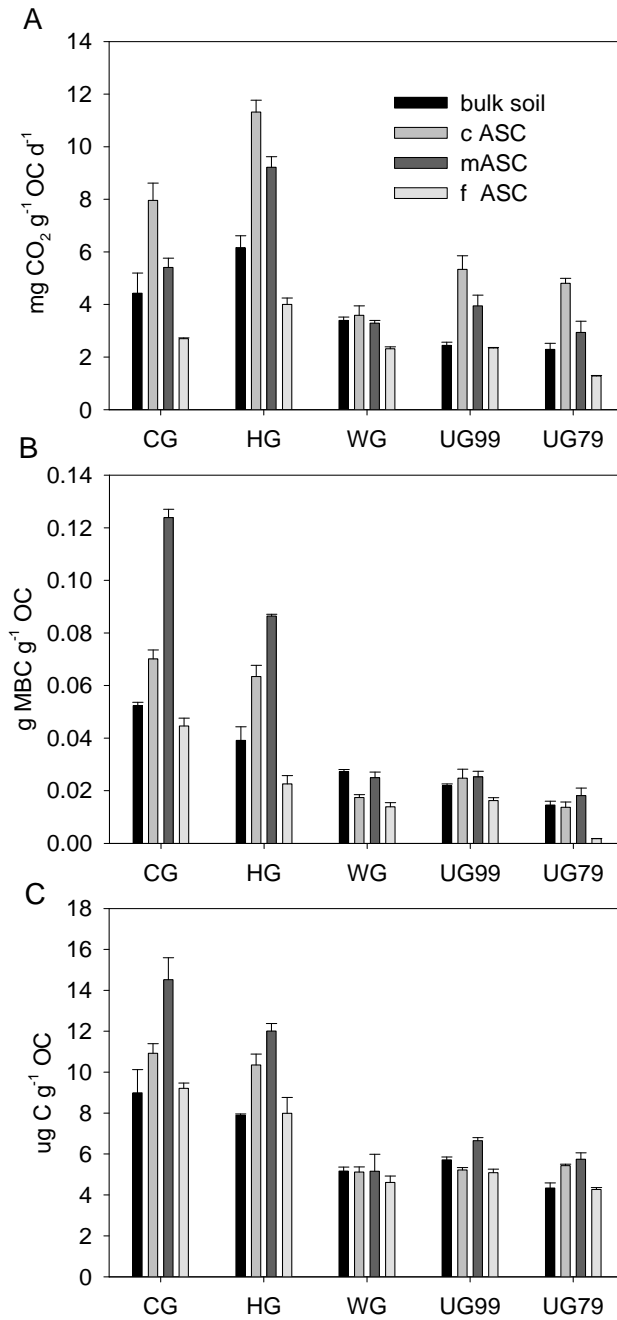 A
14
12
10
8
6
4
2
0
mg CO₂ g⁻¹ OC d⁻¹
bulk soil
c ASC
mASC
f ASC
CG HG WG UG99 UG79
B
0.14
0.12
0.10
0.08
0.06
0.04
0.02
0.00
g MBC g⁻¹ OC
CG HG WG UG99 UG79
C
18
16
14
12
10
8
6
4
2
0
ug C g⁻¹ OC
CG HG WG UG99 UG79